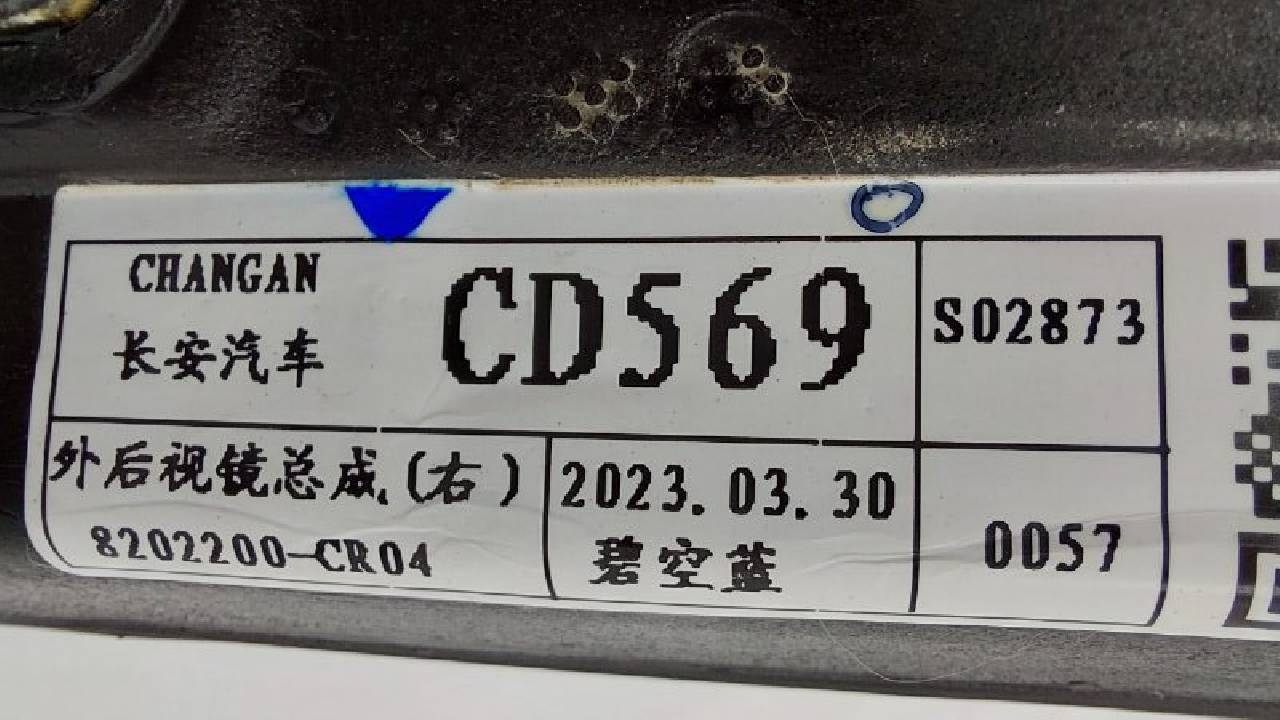 CHANGAN
长安汽车
CD569
S02873
外后视镜总成(右)
8202200-CR04
2023.03.30
碧空蓝
0057